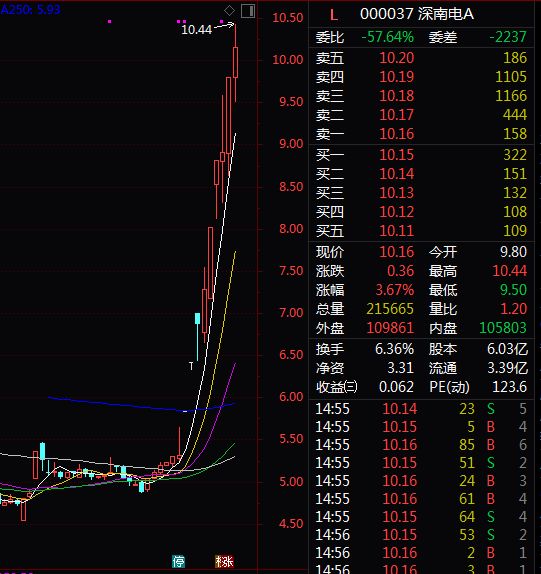 A250: 5.93
10.44
10.50
10.00
9.50
9.00
8.50
8.00
7.50
7.00
6.50
6.00
5.50
5.00
4.50
T
停
涨
L 000037 深南电A
委比 -57.64% 委差 -2237
卖五 10.20 186
卖四 10.19 1105
卖三 10.18 1166
卖二 10.17 444
卖一 10.16 158
买一 10.15 322
买二 10.14 151
买三 10.13 132
买四 10.12 108
买五 10.11 109
现价 10.16 今开 9.80
涨跌 0.36 最高 10.44
涨幅 3.67% 最低 9.50
总量 215665 量比 1.20
外盘 109861 内盘 105803
换手 6.36% 股本 6.03亿
净资 3.31 流通 3.39亿
收益㈢ 0.062 PE(动) 123.6
14:55 10.14 23 S 5
14:55 10.15 5 B 4
14:55 10.16 85 B 6
14:55 10.15 51 S 2
14:55 10.16 24 B 3
14:55 10.16 61 B 4
14:55 10.15 64 S 4
14:56 10.15 53 S 2
14:56 10.16 2 B 1
14:56 10.16 3 B 1